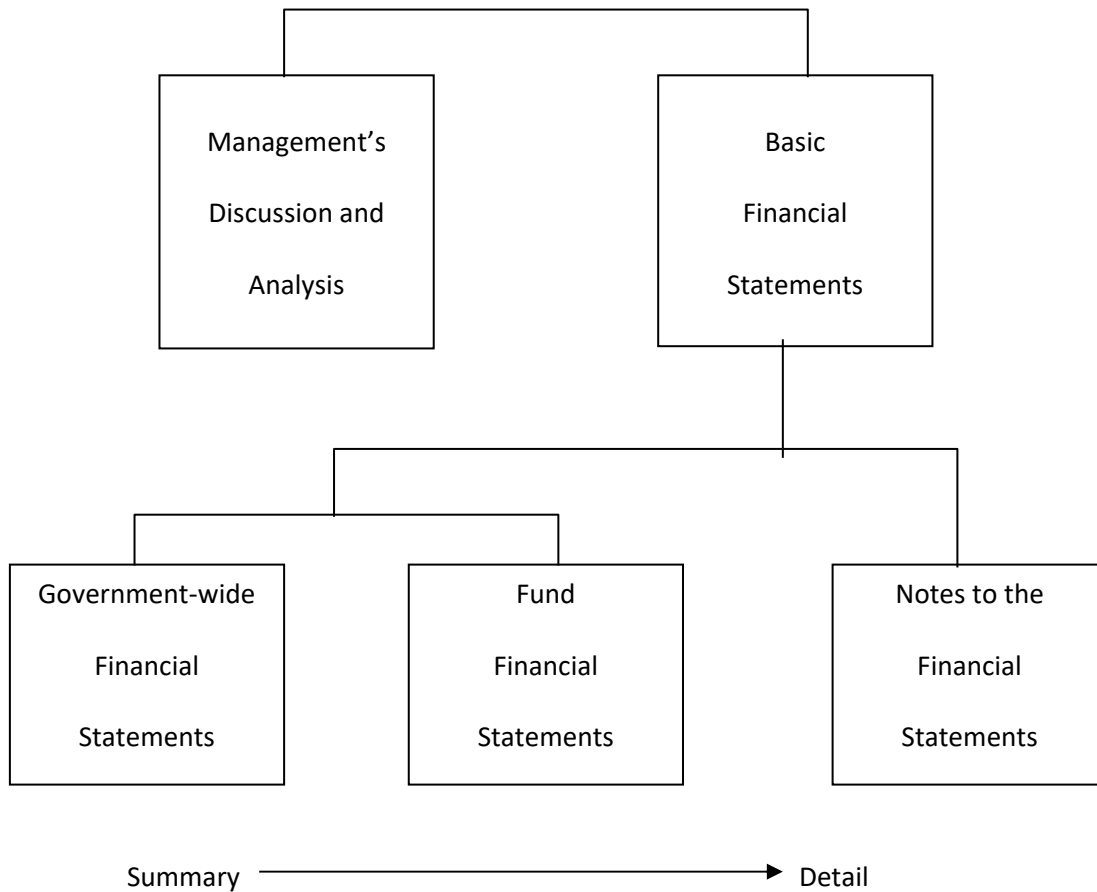 Management’s
Discussion and
Analysis
Basic
Financial
Statements
Government-wide
Financial
Statements
Fund
Financial
Statements
Notes to the
Financial
Statements
Summary
Detail